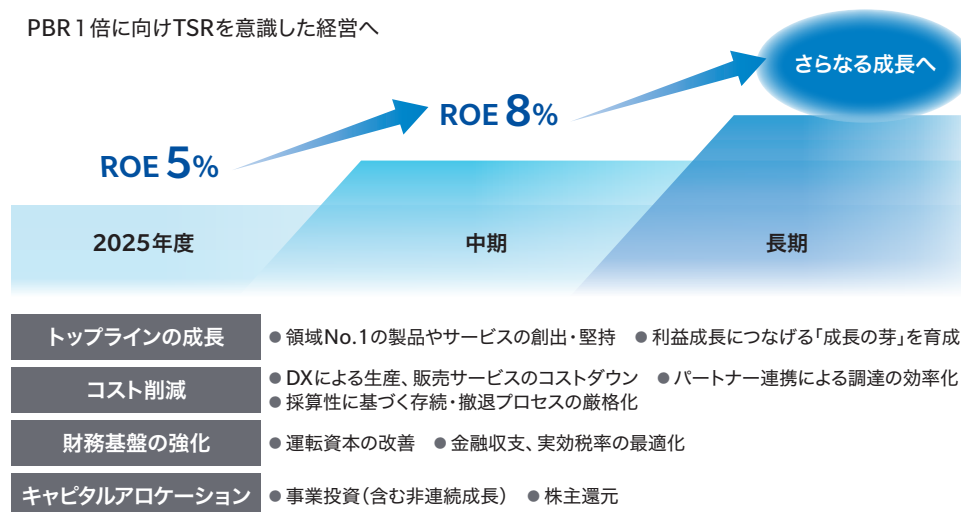 PBR1倍に向けTSRを意識した経営へ
さらなる成長へ
ROE 8%
ROE 5%
2025年度
中期
長期
トップラインの成長
●領域No.1の製品やサービスの創出・堅持 ●利益成長につなげる「成長の芽」を育成
コスト削減
●DXによる生産、販売サービスのコストダウン ●パートナー連携による調達の効率化
●採算性に基づく存続・撤退プロセスの厳格化
財務基盤の強化
●運転資本の改善 ●金融収支、実効税率の最適化
キャピタルアロケーション
●事業投資(含む非連続成長) ●株主還元